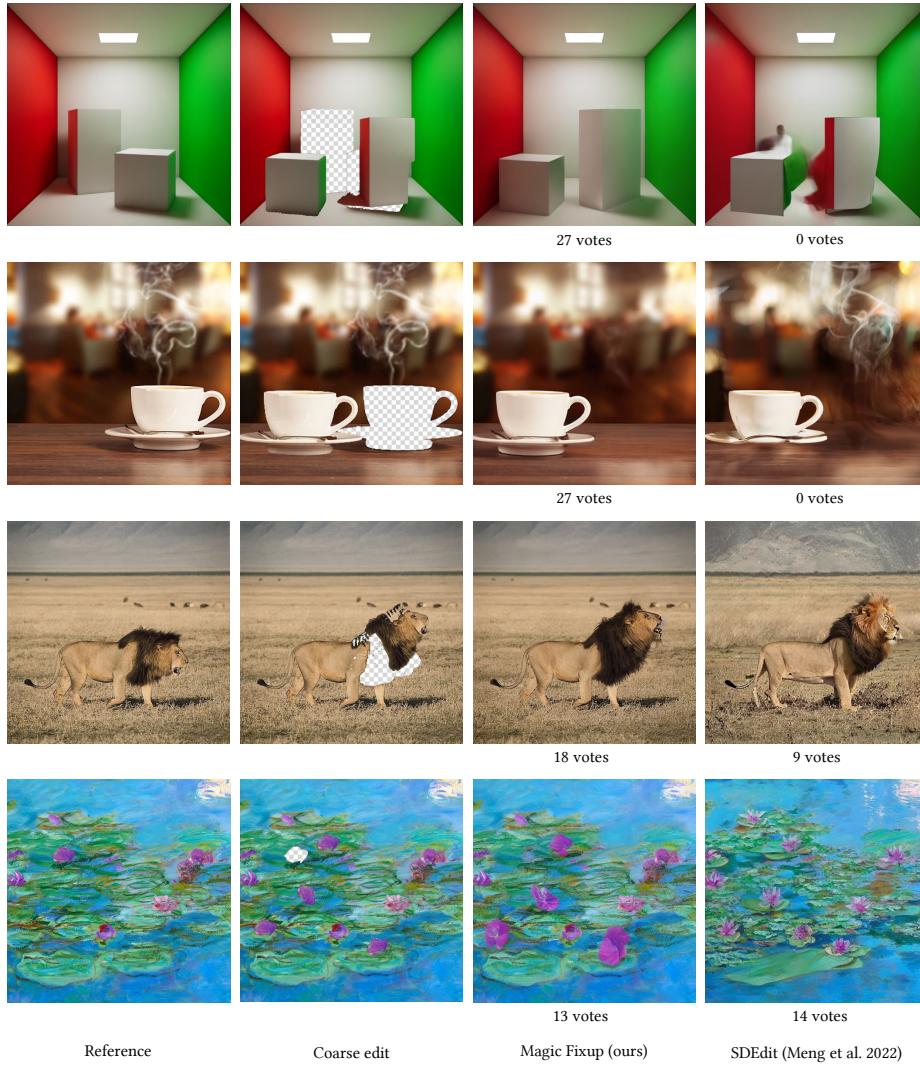 27 votes
0 votes
27 votes
0 votes
18 votes
9 votes
13 votes
14 votes
Reference
Coarse edit
Magic Fixup (ours)
SDEdit (Meng et al. 2022)